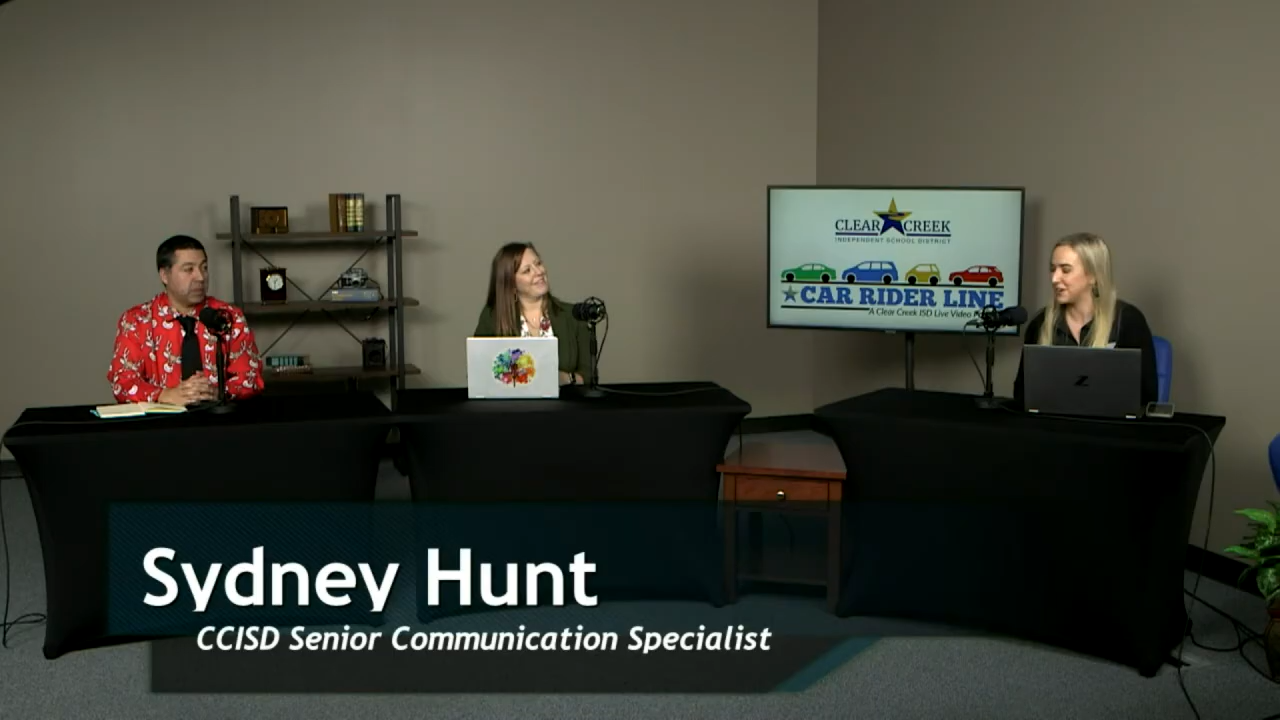 CLEAR CREEK
INDEPENDENT SCHOOL DISTRICT
CAR RIDER LINE
A Clear Creek ISD Live Video
Sydney Hunt
CCISD Senior Communication Specialist